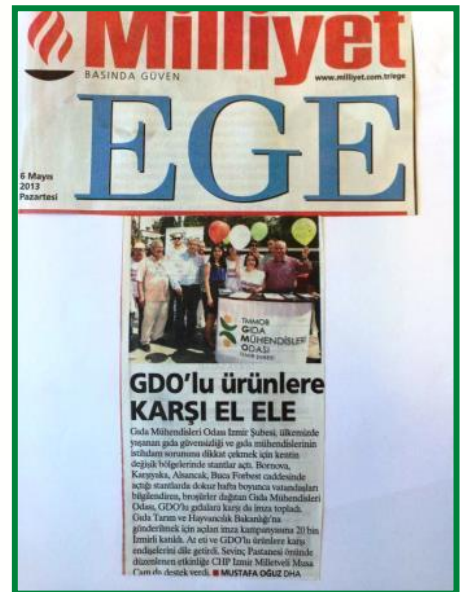 Milliyet
BASINDA GÜVEN
www.milliyet.com.tr/ege
EGE
6 Mayıs
2013
Pazartesi
TMMOB
GIDA
MÜHENDİSLERİ
ODASI
İZMİR ŞUBESİ
GDO'lu ürünlere
KARŞI EL ELE
Gıda Mühendisleri Odası İzmir Şubesi, ülkemizde
yaşanan gıda güvensizliği ve gıda mühendislerinin
istihdam sorununa dikkat çekmek için kentin
değişik bölgelerinde stantlar açtı. Bornova,
Karşıyaka, Alsancak, Buca Forbest caddesinde
açtığı stantlarda dokuz hafta boyunca vatandaşları
bilgilendiren, broşürler dağıtan Gıda Mühendisleri
Odası, GDO'lu gıdalara karşı da imza topladı.
Gıda Tarım ve Hayvancılık Bakanlığı'na
gönderilmek için açılan imza kampanyasına 20 bin
İzmirli katıldı. At eti ve GDO'lu ürünlere karşı
endişelerini dile getirdi. Sevinç Pastanesi önünde
düzenlenen etkinliğe CHP İzmir Milletveli Musa
Çam da destek verdi. ■ MUSTAFA OĞUZ DHA